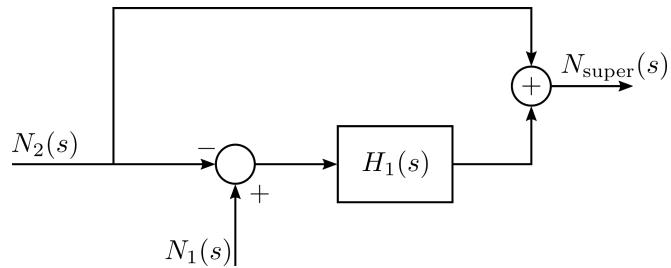 +
N_super(s)
N_2(s)
−
H_1(s)
+
N_1(s)